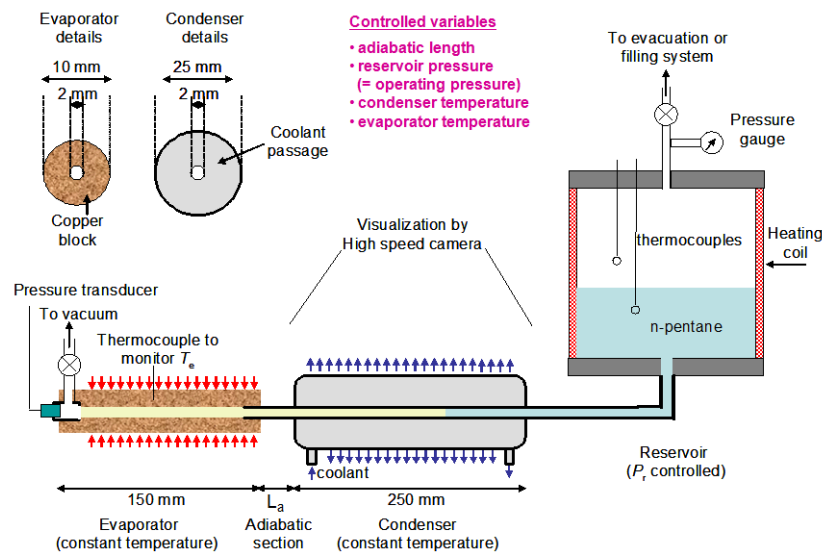 Evaporator
details
10 mm
2 mm
Copper
block
Condenser
details
25 mm
2 mm
Coolant
passage
Controlled variables
• adiabatic length
• reservoir pressure
(= operating pressure)
• condenser temperature
• evaporator temperature
To evacuation or
filling system
Pressure
gauge
thermocouples
Heating
coil
n-pentane
Visualization by
High speed camera
Pressure transducer
To vacuum
Thermocouple to
monitor Te
coolant
Reservoir
(Pr controlled)
150 mm
La
250 mm
Evaporator
(constant temperature)
Adiabatic
section
Condenser
(constant temperature)